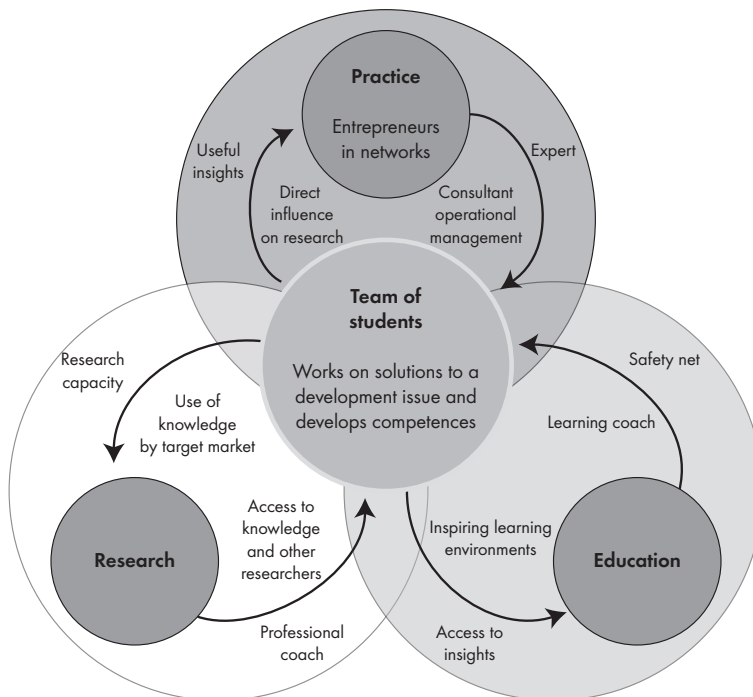 Practice
Entrepreneurs
in networks
Useful
insights
Expert
Direct
influence
on research
Consultant
operational
management
Team of
students
Works on solutions to a
development issue and
develops competences
Research
capacity
Use of
knowledge
by target market
Safety net
Learning coach
Research
Access to
knowledge
and other
researchers
Professional
coach
Inspiring learning
environments
Education
Access to
insights